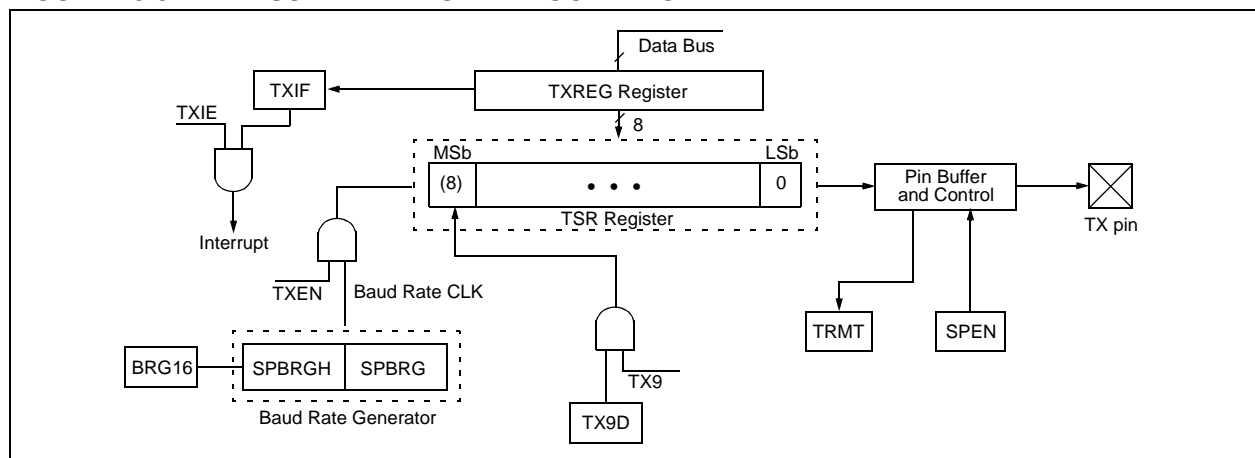 Data Bus
TXIF
TXREG Register
TXIE
8
MSb
LSb
(8)
• • •
0
TSR Register
Pin Buffer
and Control
TX pin
Interrupt
TXEN
Baud Rate CLK
TRMT
SPEN
BRG16
SPBRGH
SPBRG
TX9
Baud Rate Generator
TX9D